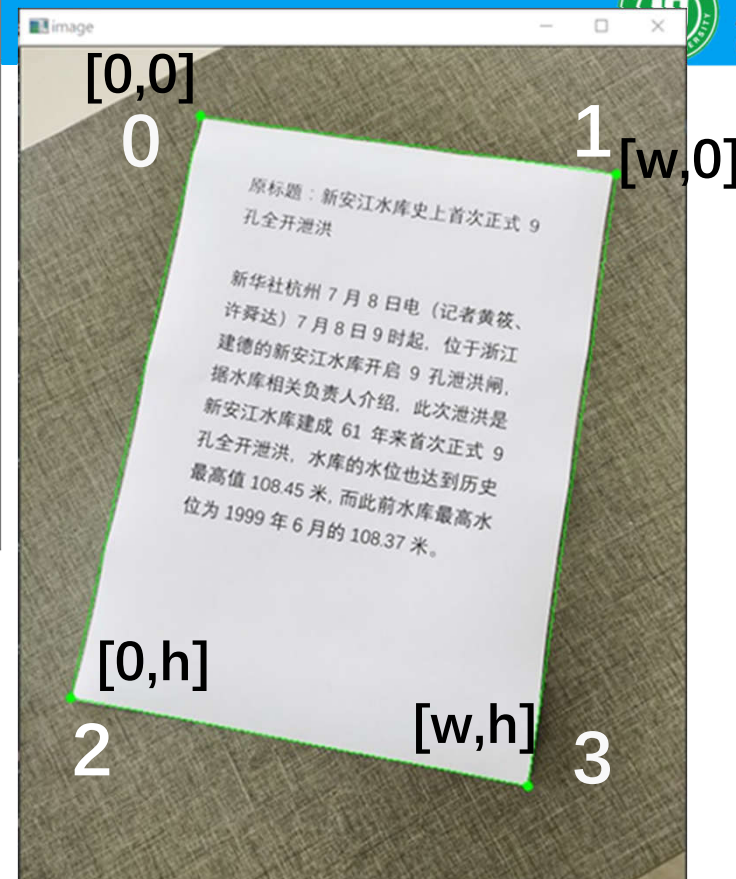 image
ERSITY
[0,0]
0
1
[w,0]
原标题：新安江水库史上首次正式 9
孔全开泄洪
新华社杭州 7 月 8 日电（记者黄筱、
许舜达）7 月 8 日 9 时起，位于浙江
建德的新安江水库开启 9 孔泄洪闸，
据水库相关负责人介绍，此次泄洪是
新安江水库建成 61 年来首次正式 9
孔全开泄洪，水库的水位也达到历史
最高值 108.45 米，而此前水库最高水
位为 1999 年 6 月的 108.37 米。
[0,h]
[w,h]
2
3